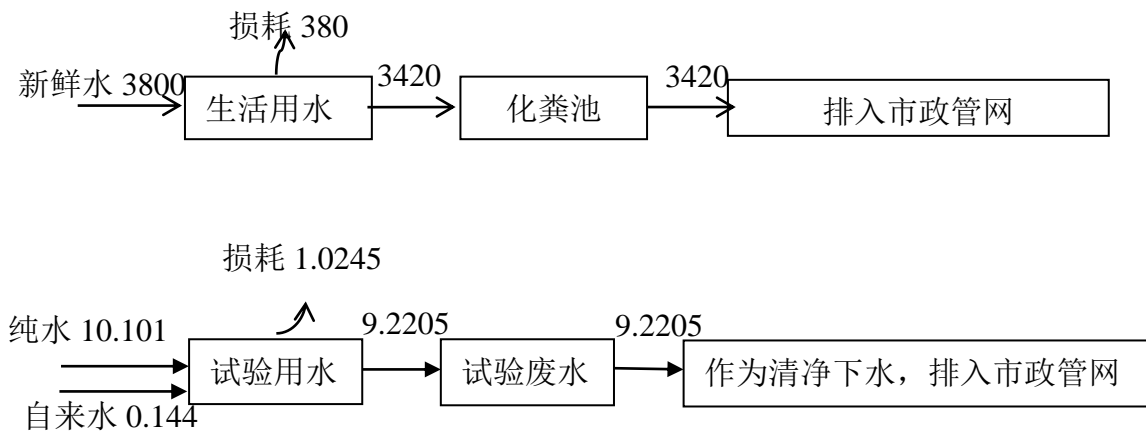 损耗 380
新鲜水 3800
生活用水
3420
化粪池
3420
排入市政管网
损耗 1.0245
纯水 10.101
自来水 0.144
试验用水
9.2205
试验废水
9.2205
作为清净下水，排入市政管网